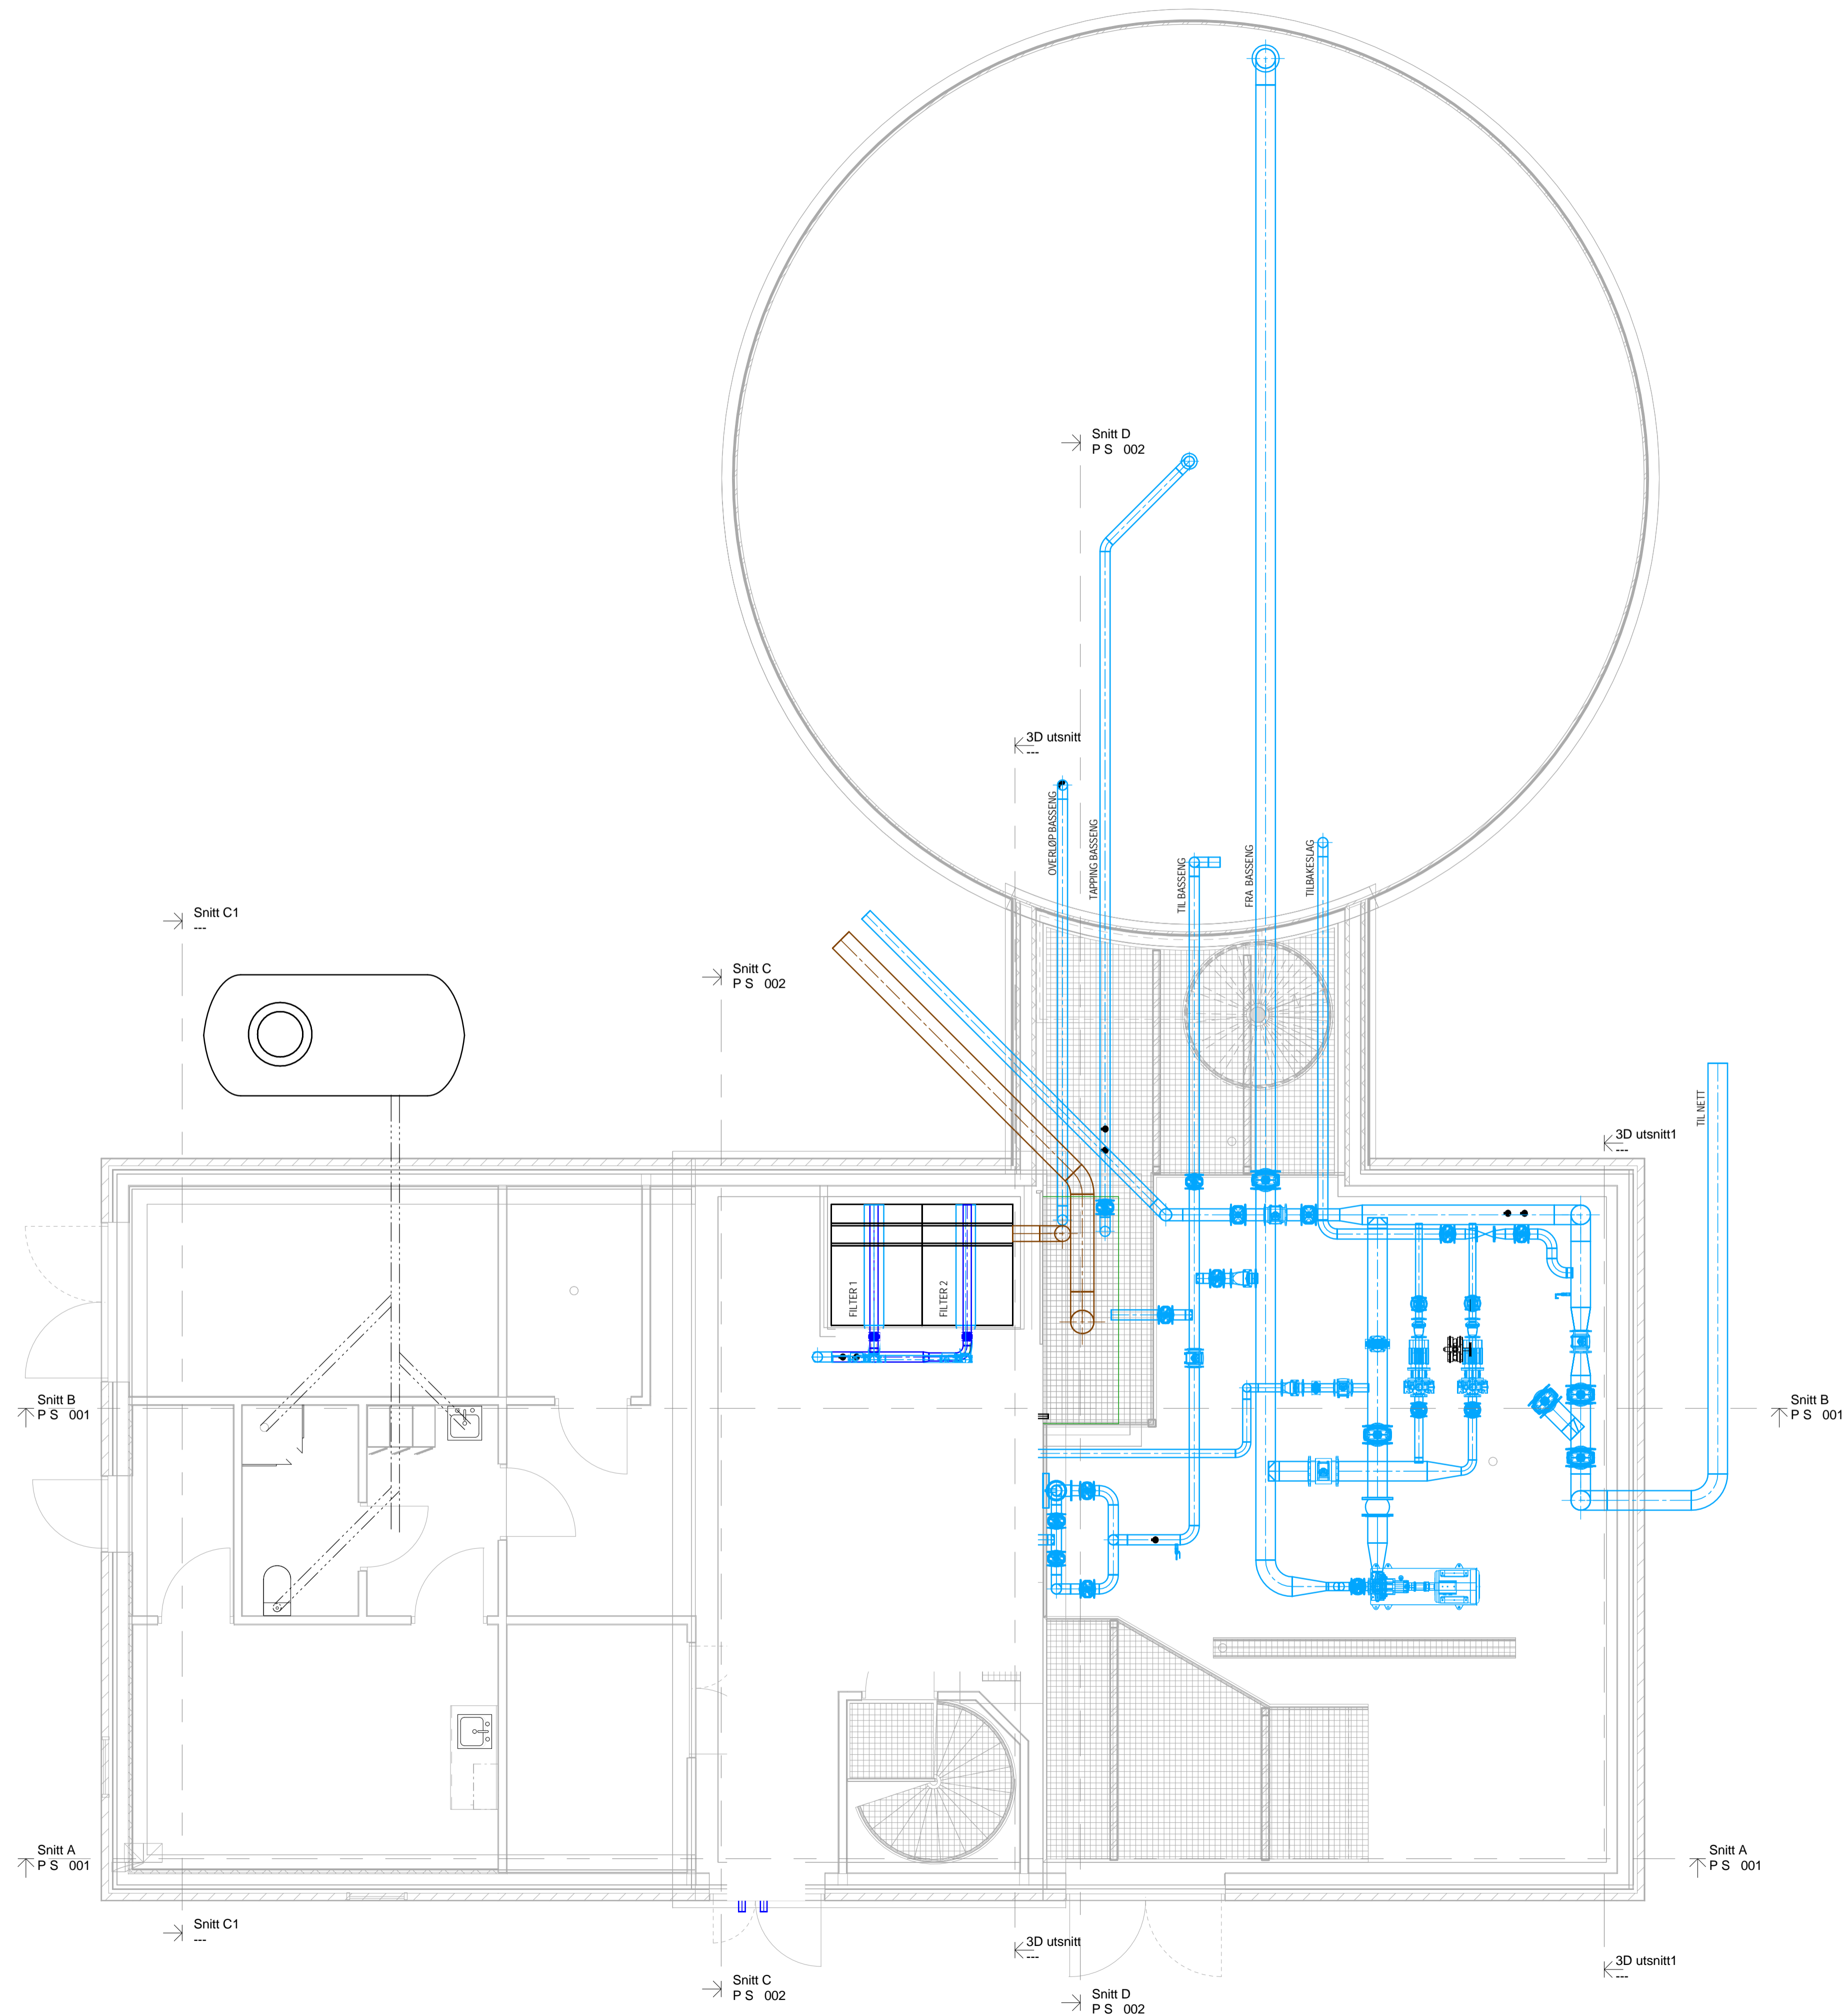 Snitt D
P S 002
3D utsnitt
---
OVERLØP BASSENG
TAPPING BASSENG
TIL BASSENG
FRA BASSENG
TILBAKESLAG
Snitt C1
---
Snitt C
P S 002
TIL NETT
3D utsnitt1
---
FILTER 1
FILTER 2
Snitt B
P S 001
Snitt B
P S 001
Snitt A
P S 001
Snitt A
P S 001
Snitt C1
---
3D utsnitt
---
3D utsnitt1
---
Snitt C
P S 002
Snitt D
P S 002